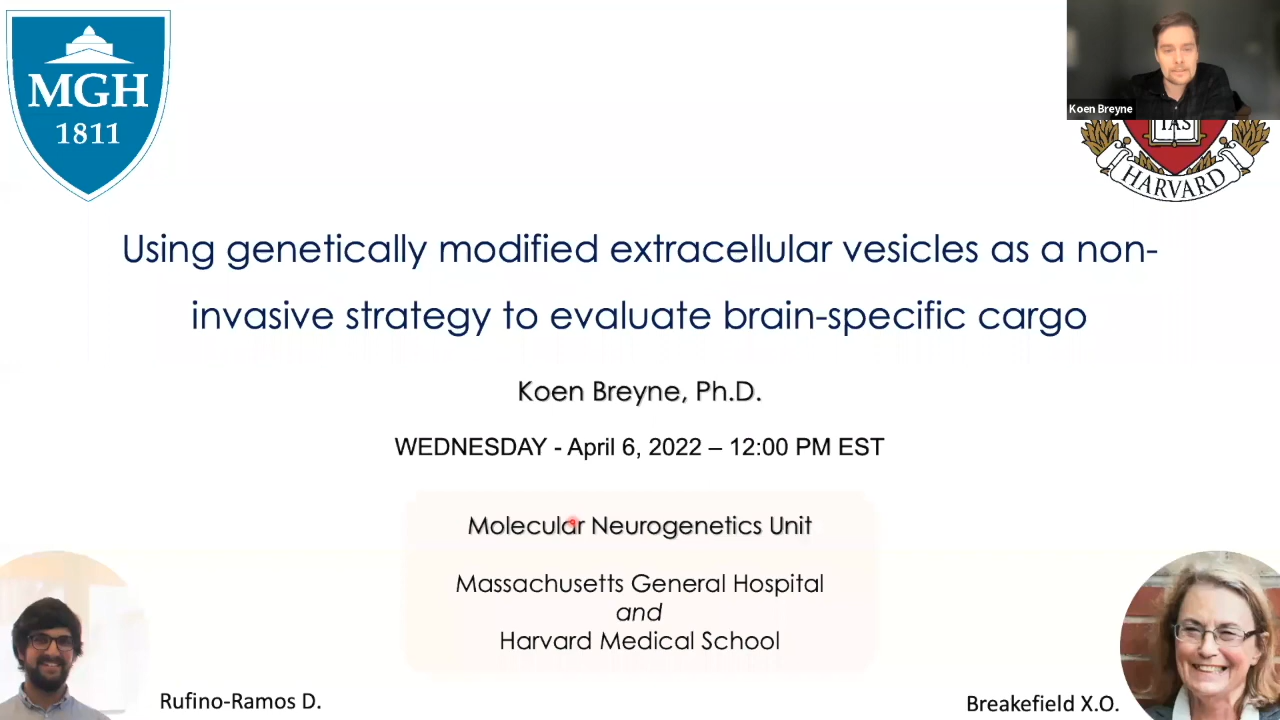 MGH
1811
Koen Breyne
TAS
HARVARD
Using genetically modified extracellular vesicles as a non-
invasive strategy to evaluate brain-specific cargo
Koen Breyne, Ph.D.
WEDNESDAY - April 6, 2022 – 12:00 PM EST
Molecular Neurogenetics Unit
Massachusetts General Hospital
and
Harvard Medical School
Rufino-Ramos D.
Breakefield X.O.